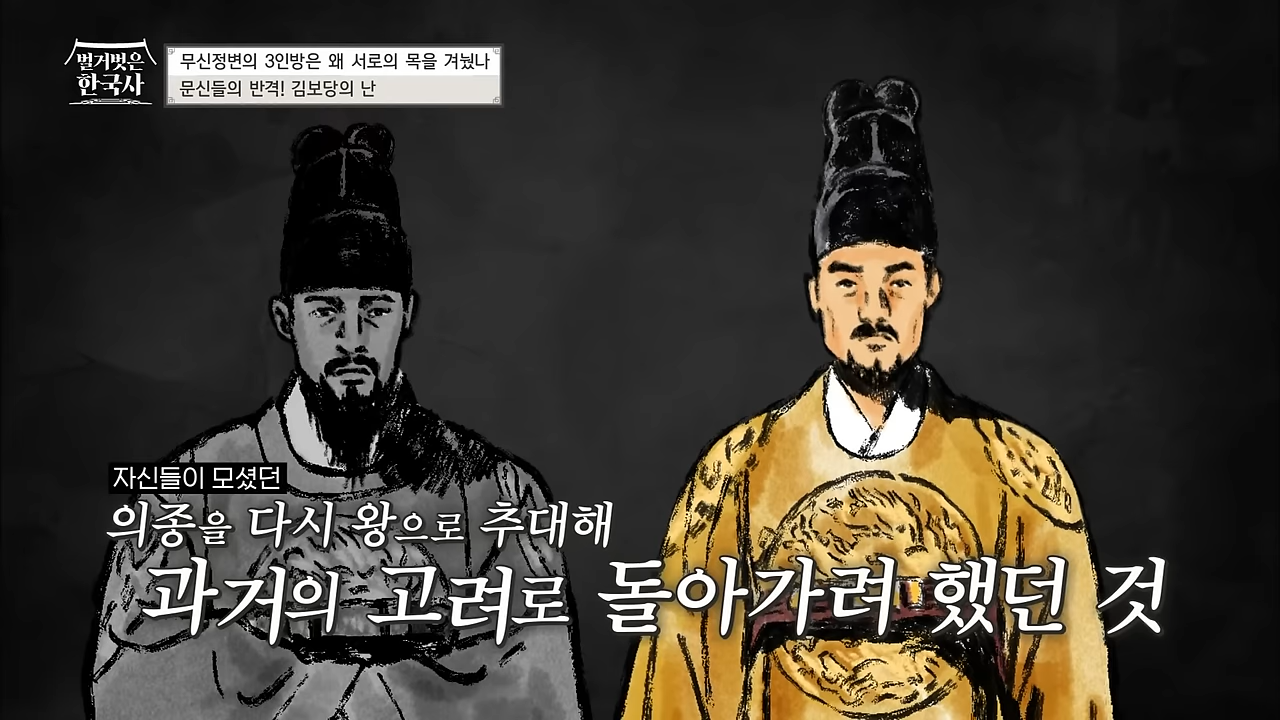 벌거벗은
한국사
무신정변의 3인방은 왜 서로의 목을 겨눴나
문신들의 반격! 김보당의 난
자신들이 모셨던
의종을 다시 왕으로 추대해
과거의 고려로 돌아가려 했던 것